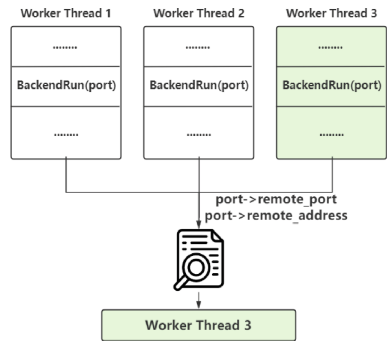 Worker Thread 1
Worker Thread 2
Worker Thread 3
........
........
........
BackendRun(port)
BackendRun(port)
BackendRun(port)
........
........
........
port->remote_port
port->remote_address
Worker Thread 3